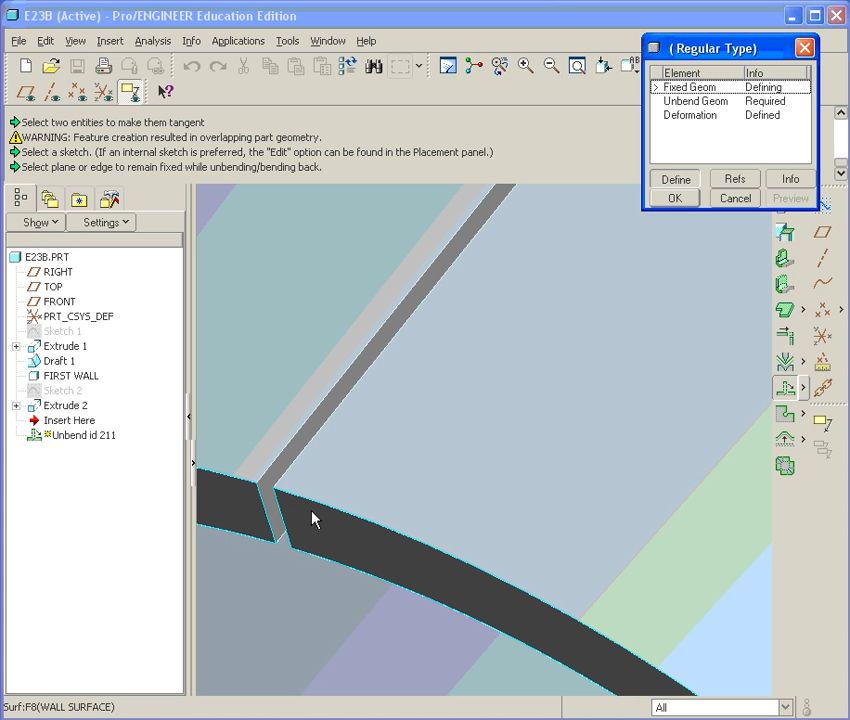 E23B (Active) - Pro/ENGINEER Education Edition
File Edit View Insert Analysis Info Applications Tools Window Help
Select two entities to make them tangent
WARNING: Feature creation resulted in overlapping part geometry.
Select a sketch. (If an internal sketch is preferred, the "Edit" option can be found in the Placement panel.)
Select plane or edge to remain fixed while unbending/bending back.
Show Settings
E23B.PRT
RIGHT
TOP
FRONT
PRT_CSYS_DEF
Sketch 1
Extrude 1
Draft 1
FIRST WALL
Sketch 2
Extrude 2
Insert Here
Unbend id 211
( Regular Type)
Element Info
> Fixed Geom Defining
Unbend Geom Required
Deformation Defined
Define Refs Info
OK Cancel Preview
Surf:F8(WALL SURFACE)
All